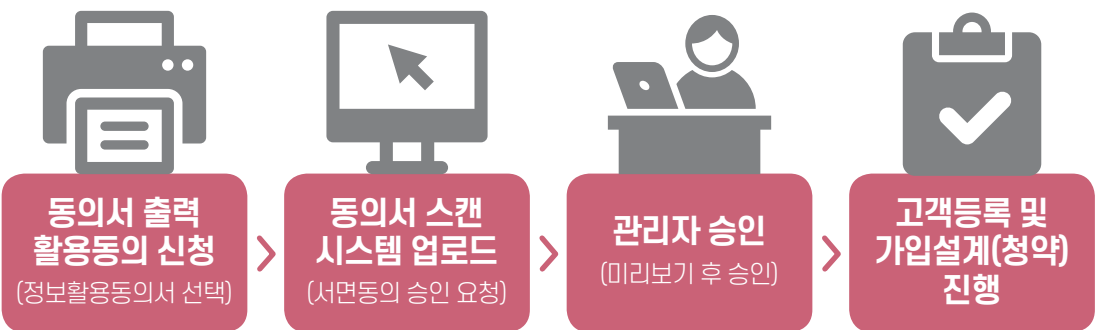 동의서 출력
활용동의 신청
(정보활용동의서 선택)
동의서 스캔
시스템 업로드
(서면동의 승인 요청)
관리자 승인
(미리보기 후 승인)
고객등록 및
가입설계(청약)
진행